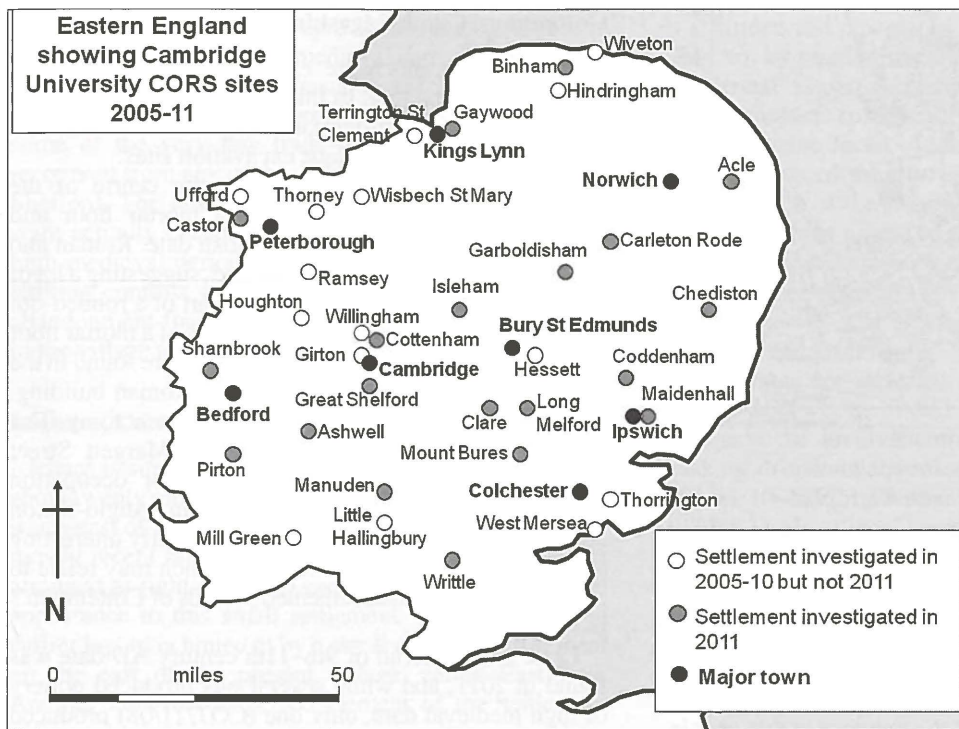 Eastern England
showing Cambridge
University CORS sites
2005-11
Wiveton
Binham
Hindringham
Terrington St
Clement
Gaywood
Kings Lynn
Norwich
Acle
Ufford
Thorney
Wisbech St Mary
Castor
Peterborough
Carleton Rode
Garboldisham
Ramsey
Isleham
Chediston
Houghton
Willingham
Cottenham
Bury St Edmunds
Sharnbrook
Girton
Cambridge
Hessett
Coddenham
Maidenhall
Great Shelford
Bedford
Clare
Long
Melford
Ipswich
Ashwell
Pirton
Mount Bures
Manuden
Colchester
Thorrington
Little
Hallingbury
West Mersea
Mill Green
Writtle
N
0 miles 50
Settlement investigated in
2005-10 but not 2011
Settlement investigated in
2011
Major town